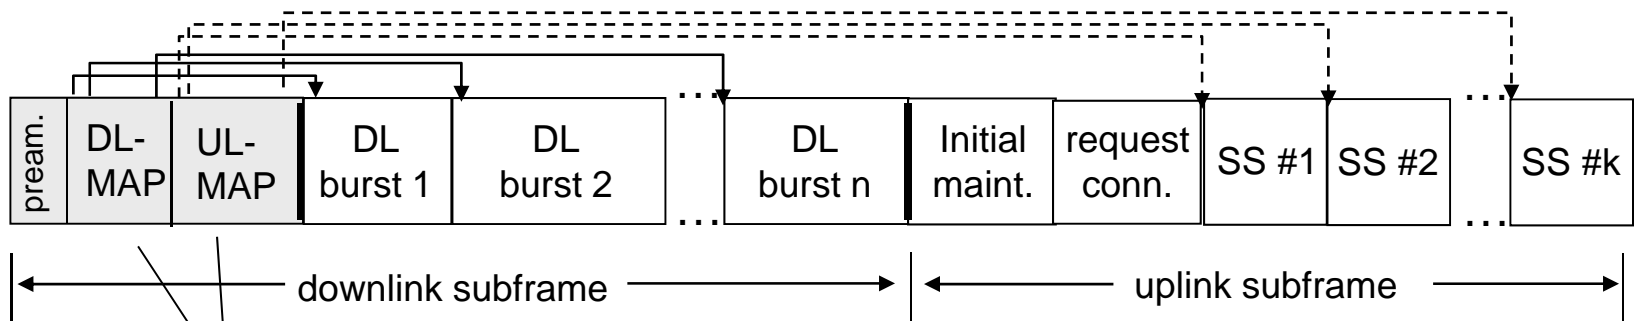 pream.
DL-
MAP
UL-
MAP
DL
burst 1
DL
burst 2
...
...
DL
burst n
Initial
maint.
request
conn.
SS #1
SS #2
...
...
SS #k
downlink subframe
uplink subframe